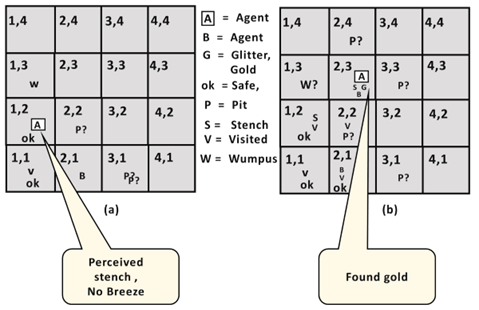 1,4 2,4 3,4 4,4
1,3 2,3 3,3 4,3
w
1,2 2,2 3,2 4,2
A
P?
ok
1,1 2,1 3,1 4,1
v B P?
ok P?
(a)
Perceived
stench ,
No Breeze
A = Agent
B = Agent
G = Glitter,
Gold
ok = Safe,
P = Pit
S = Stench
V = Visited
W = Wumpus
1,4 2,4 3,4 4,4
P?
1,3 2,3 3,3 4,3
A
W? S G P?
B
1,2 2,2 3,2 4,2
S
V V
ok P?
1,1 2,1 3,1 4,1
B
v V P?
ok ok
(b)
Found gold